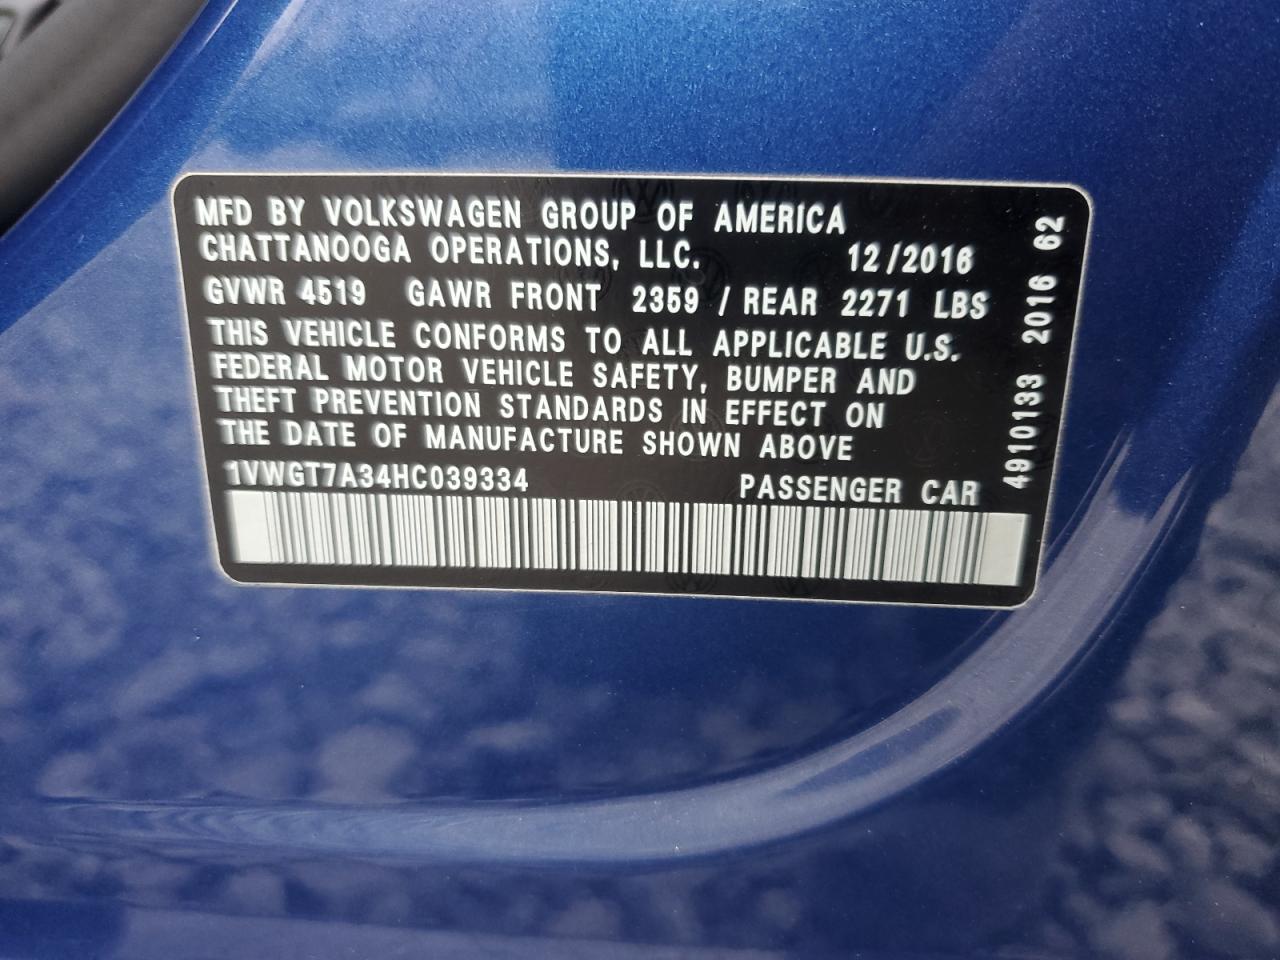 MFD BY VOLKSWAGEN GROUP OF AMERICA
CHATTANOOGA OPERATIONS, LLC. 12/2016
GVWR 4519 GAWR FRONT 2359 / REAR 2271 LBS
THIS VEHICLE CONFORMS TO ALL APPLICABLE U.S.
FEDERAL MOTOR VEHICLE SAFETY, BUMPER AND
THEFT PREVENTION STANDARDS IN EFFECT ON
THE DATE OF MANUFACTURE SHOWN ABOVE
1VWGT7A34HC039334 PASSENGER CAR
4910133 2016 62